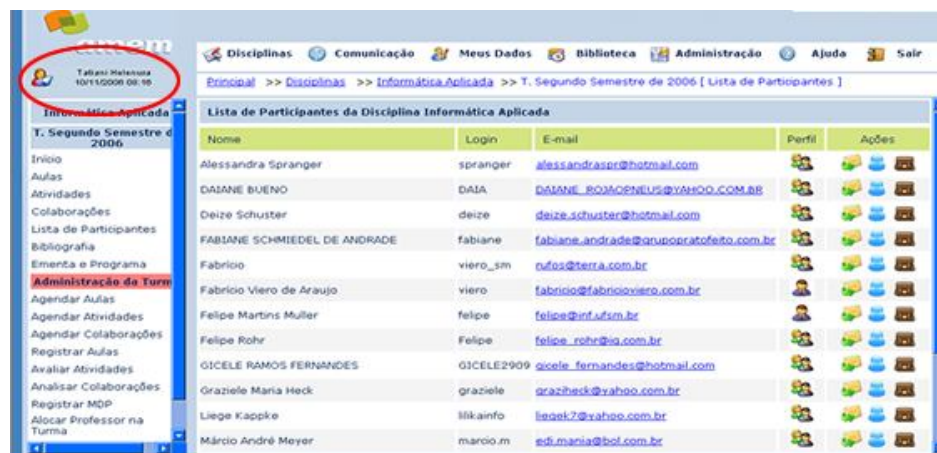 amem
10/11/2006 08:16
Disciplinas Comunicação Meus Dados Biblioteca Administração Ajuda Sair
Principal >> Disciplinas >> Informática Aplicada >> T. Segundo Semestre de 2006 [ Lista de Participantes ]
Informática Aplicada
T. Segundo Semestre d
2006
Início
Aulas
Atividades
Colaborações
Lista de Participantes
Bibliografia
Ementa e Programa
Administração da Turm
Agendar Aulas
Agendar Atividades
Agendar Colaborações
Registrar Aulas
Avaliar Atividades
Analisar Colaborações
Registrar MDP
Alocar Professor na
Turma
Lista de Participantes da Disciplina Informática Aplicada
Nome Login E-mail Perfil Ações
Alessandra Spranger spranger alessandraspr@hotmail.com
DAIANE BUENO DAIA DAIANE_ROJAOPNEUS@YAHOO.COM.BR
Deize Schuster deize deize.schuster@hotmail.com
FABIANE SCHMIEDEL DE ANDRADE fabiane fabiane.andrade@grupopratofeito.com.br
Fabrício viero_sm rufos@terra.com.br
Fabrício Viero de Araujo viero fabricio@fabricioviero.com.br
Felipe Martins Muller felipe felipe@inf.ufsm.br
Felipe Rohr Felipe felipe_rohr@ig.com.br
GICELE RAMOS FERNANDES GICELE2909 gicele_fernandes@hotmail.com
Graziele Maria Heck graziele graziheck@yahoo.com.br
Liege Kappke lilikainfo liegek7@yahoo.com.br
Márcio André Meyer marcio.m edi.mania@bol.com.br